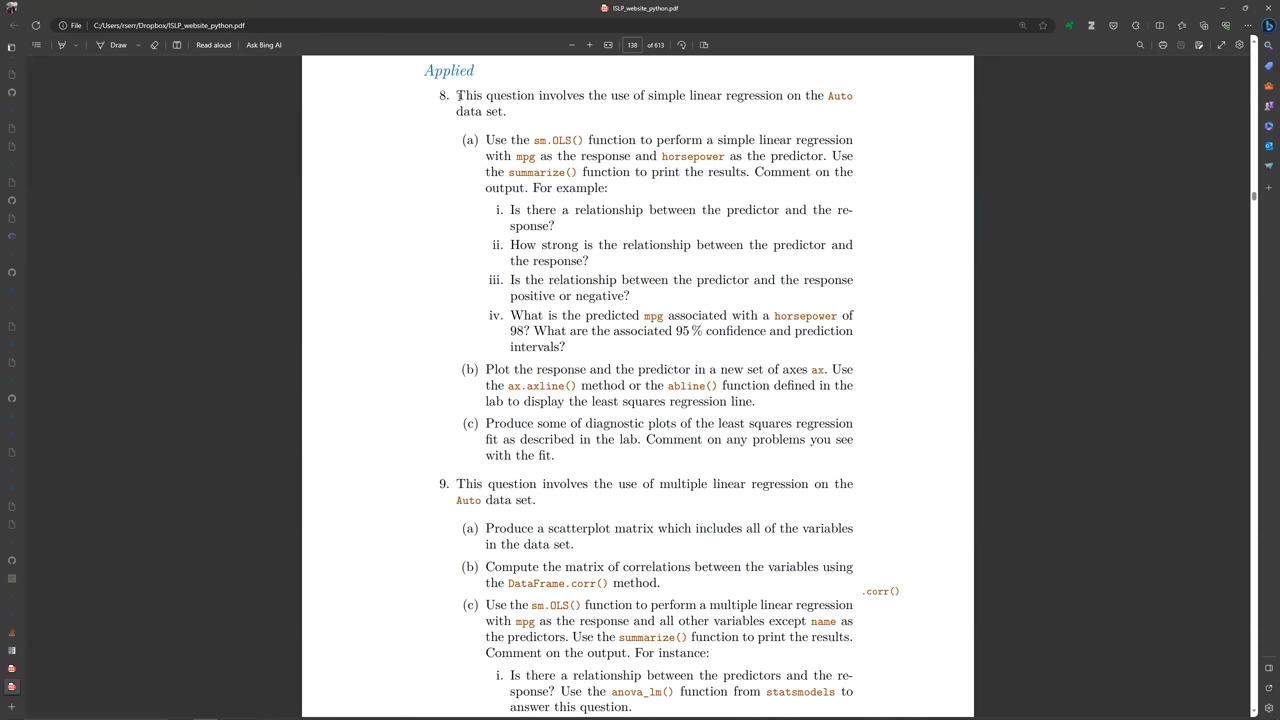 ISLP_website_python.pdf
File
C:/Users/rserr/Dropbox/ISLP_website_python.pdf
Draw
Read aloud
Ask Bing AI
138
of 613
Applied
8. This question involves the use of simple linear regression on the Auto
data set.
(a) Use the sm.OLS() function to perform a simple linear regression
with mpg as the response and horsepower as the predictor. Use
the summarize() function to print the results. Comment on the
output. For example:
i. Is there a relationship between the predictor and the re-
sponse?
ii. How strong is the relationship between the predictor and
the response?
iii. Is the relationship between the predictor and the response
positive or negative?
iv. What is the predicted mpg associated with a horsepower of
98? What are the associated 95 % confidence and prediction
intervals?
(b) Plot the response and the predictor in a new set of axes ax. Use
the ax.axline() method or the abline() function defined in the
lab to display the least squares regression line.
(c) Produce some of diagnostic plots of the least squares regression
fit as described in the lab. Comment on any problems you see
with the fit.
9. This question involves the use of multiple linear regression on the
Auto data set.
(a) Produce a scatterplot matrix which includes all of the variables
in the data set.
(b) Compute the matrix of correlations between the variables using
the DataFrame.corr() method.
.corr()
(c) Use the sm.OLS() function to perform a multiple linear regression
with mpg as the response and all other variables except name as
the predictors. Use the summarize() function to print the results.
Comment on the output. For instance:
i. Is there a relationship between the predictors and the re-
sponse? Use the anova_lm() function from statsmodels to
answer this question.